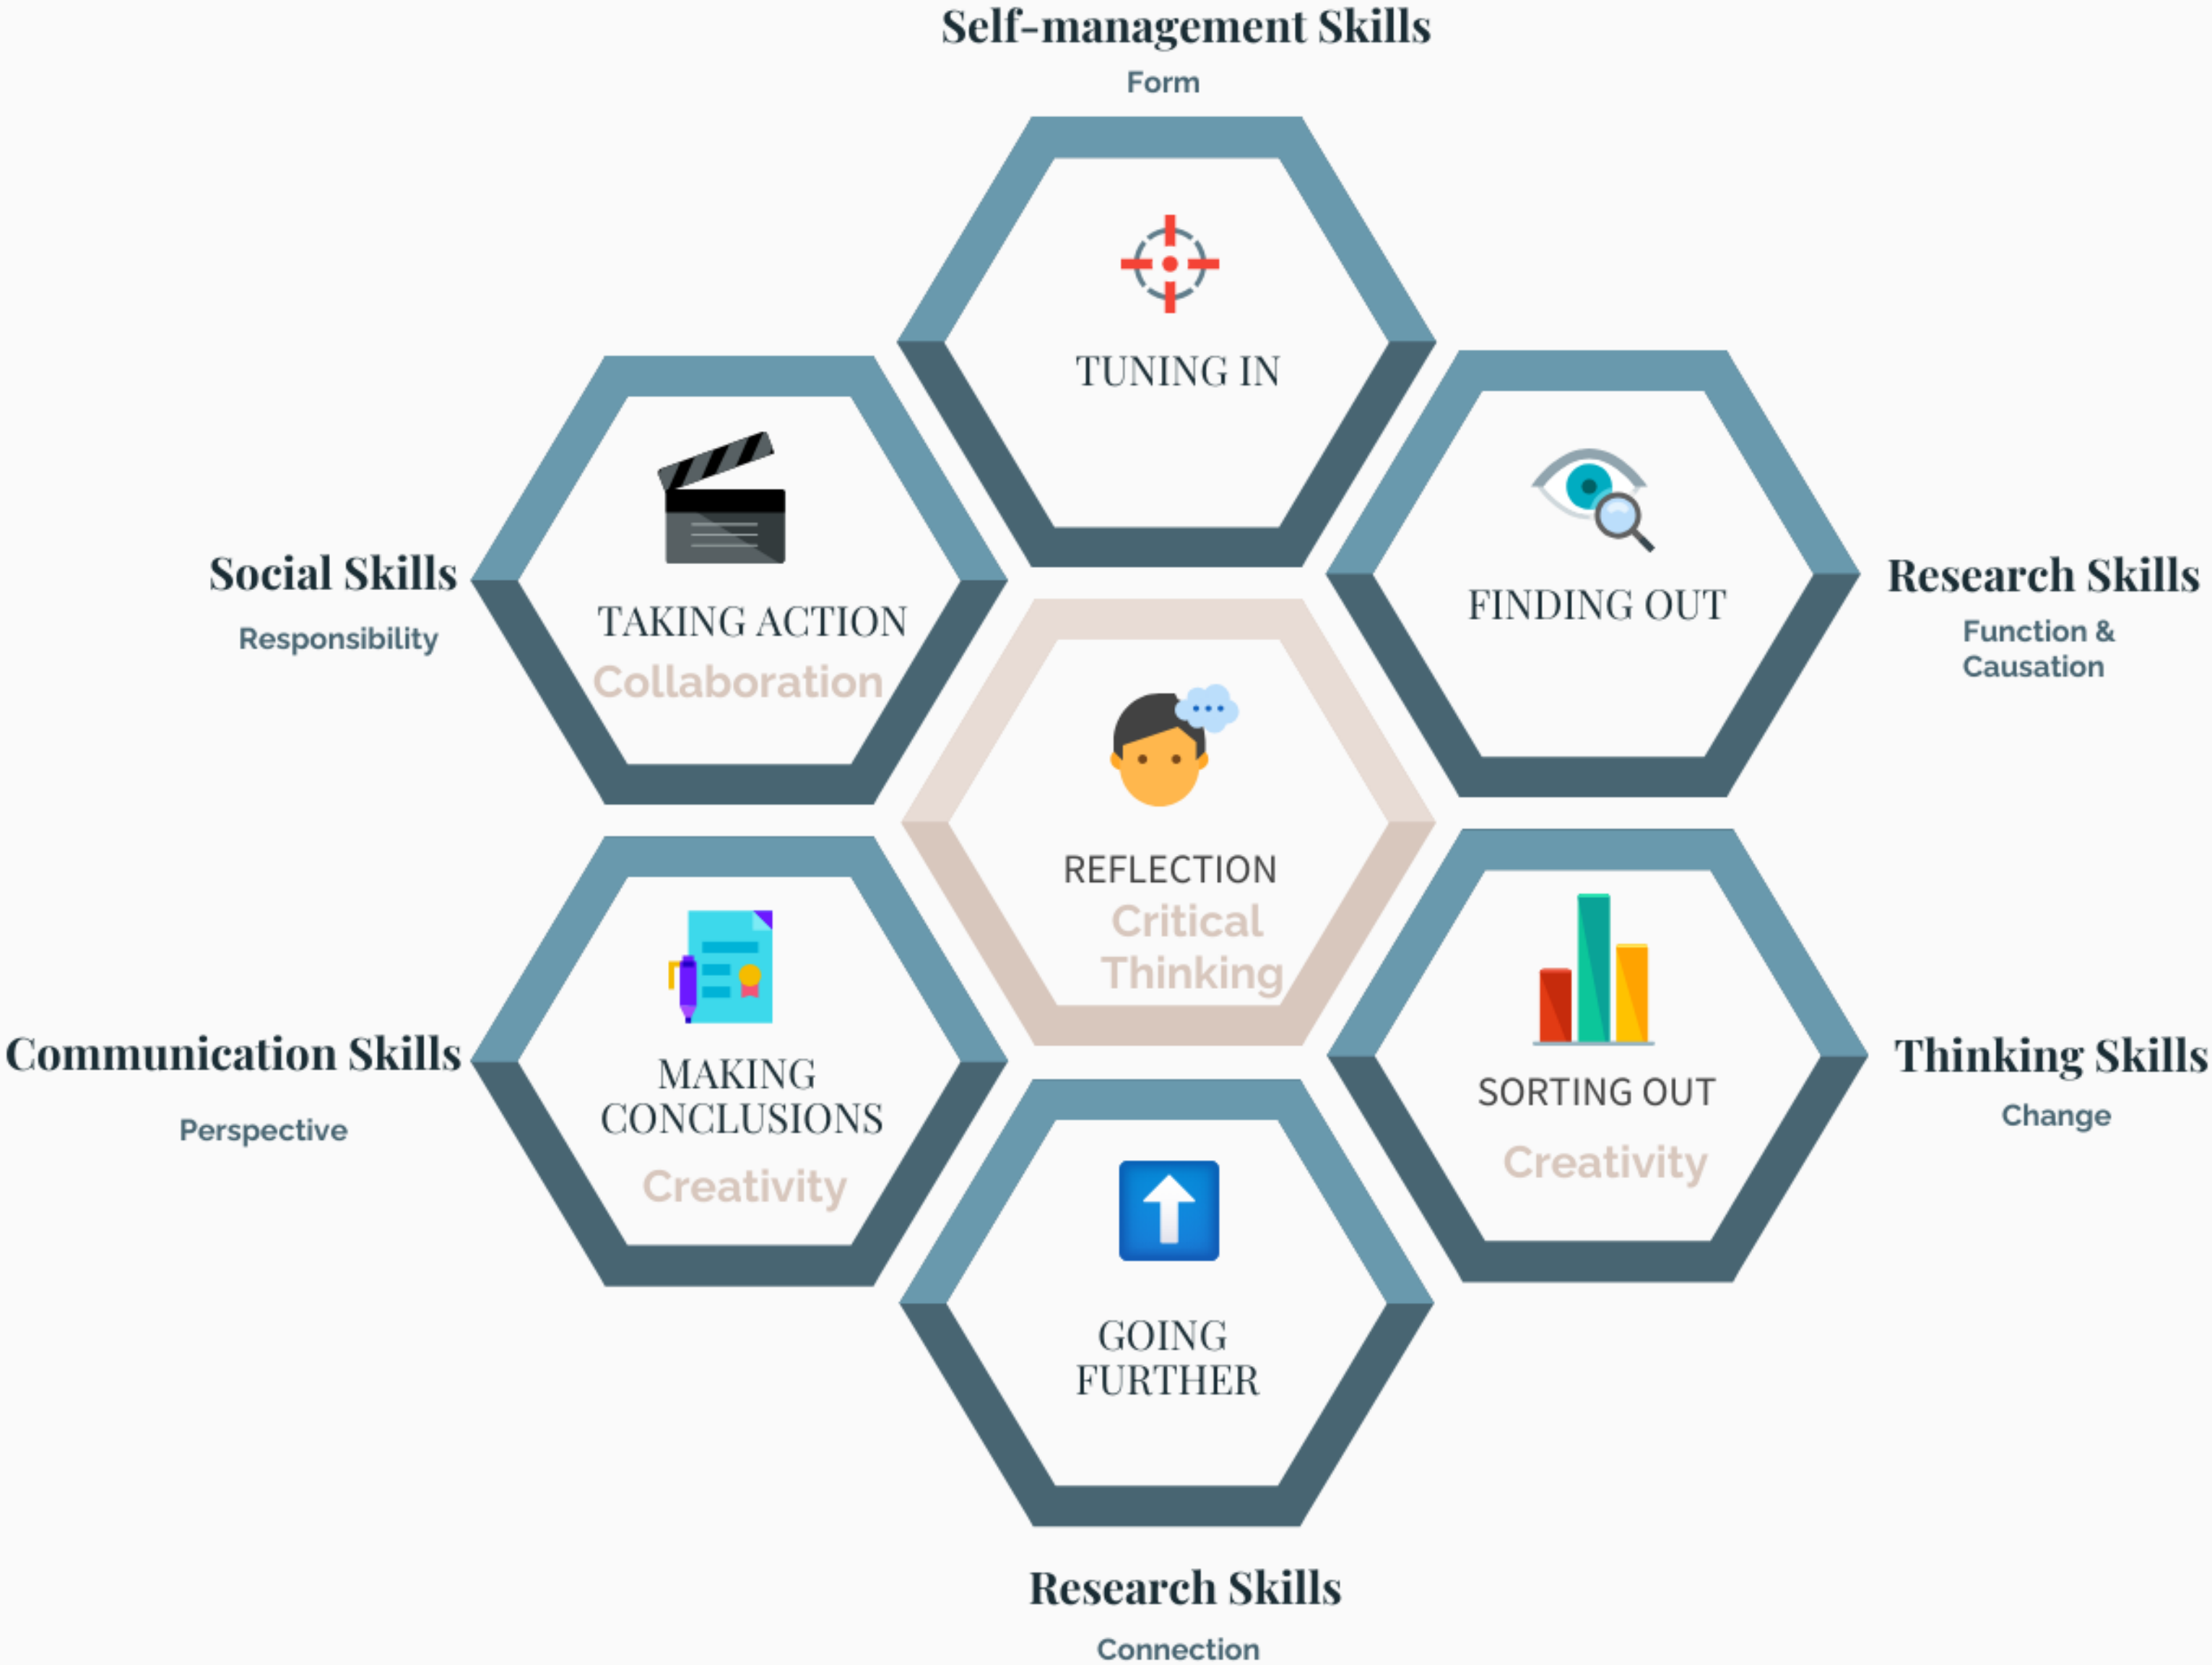 Self-management Skills
Form
TUNING IN
Social Skills
Responsibility
TAKING ACTION
Collaboration
FINDING OUT
Research Skills
Function &
Causation
REFLECTION
Critical
Thinking
Communication Skills
Perspective
MAKING
CONCLUSIONS
Creativity
SORTING OUT
Creativity
Thinking Skills
Change
GOING
FURTHER
Research Skills
Connection